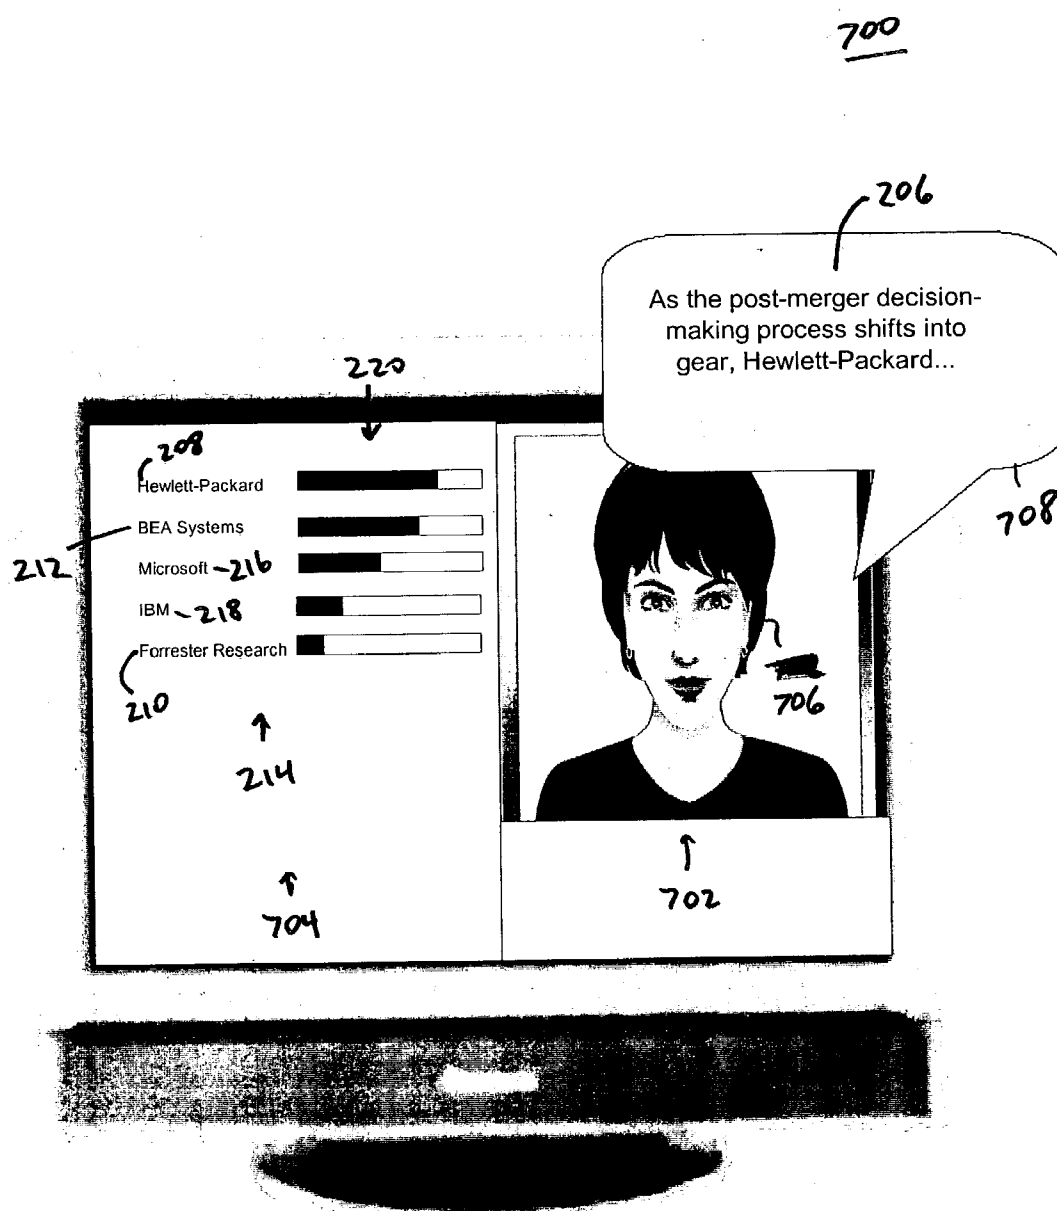 700
206
As the post-merger decision-
making process shifts into
gear, Hewlett-Packard...
220
208
Hewlett-Packard
708
BEA Systems
212
Microsoft 216
IBM 218
Forrester Research
210
706
214
702
704